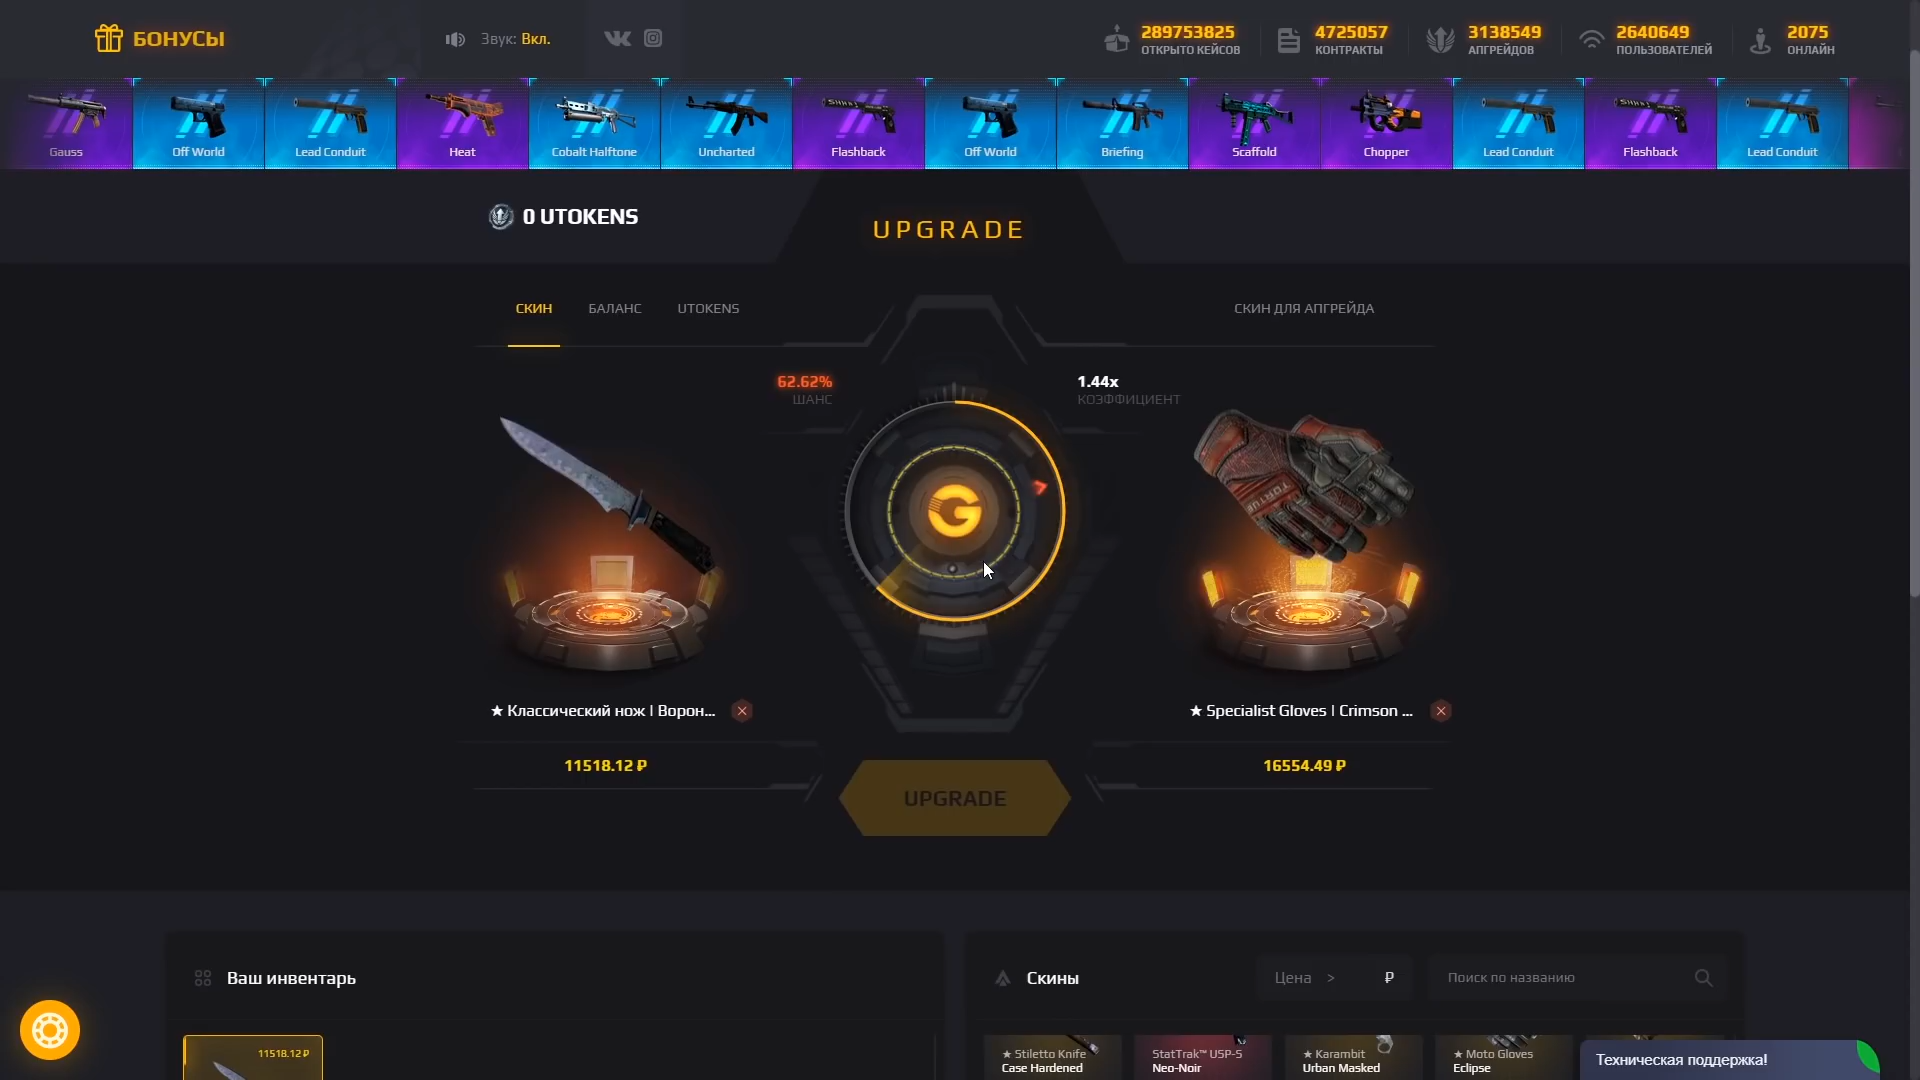 БОНУСЫ
Звук: Вкл.
289753825
ОТКРЫТО КЕЙСОВ
4725057
КОНТРАКТЫ
3138549
АПГРЕЙДОВ
2640649
ПОЛЬЗОВАТЕЛЕЙ
2075
ОНЛАЙН
Gauss
Off World
Lead Conduit
Heat
Cobalt Halftone
Uncharted
Flashback
Off World
Briefing
Scaffold
Chopper
Lead Conduit
Flashback
Lead Conduit
0 UTOKENS
UPGRADE
СКИН
БАЛАНС
UTOKENS
СКИН ДЛЯ АПГРЕЙДА
62.62%
ШАНС
1.44x
КОЭФФИЦИЕНТ
★ Классический нож | Ворон...
★ Specialist Gloves | Crimson ...
11518.12 ₽
16554.49 ₽
UPGRADE
Ваш инвентарь
Скины
Цена > ₽
Поиск по названию
11518.12 ₽
★ Stiletto Knife
Case Hardened
StatTrak™ USP-S
Neo-Noir
★ Karambit
Urban Masked
★ Moto Gloves
Eclipse
Техническая поддержка!